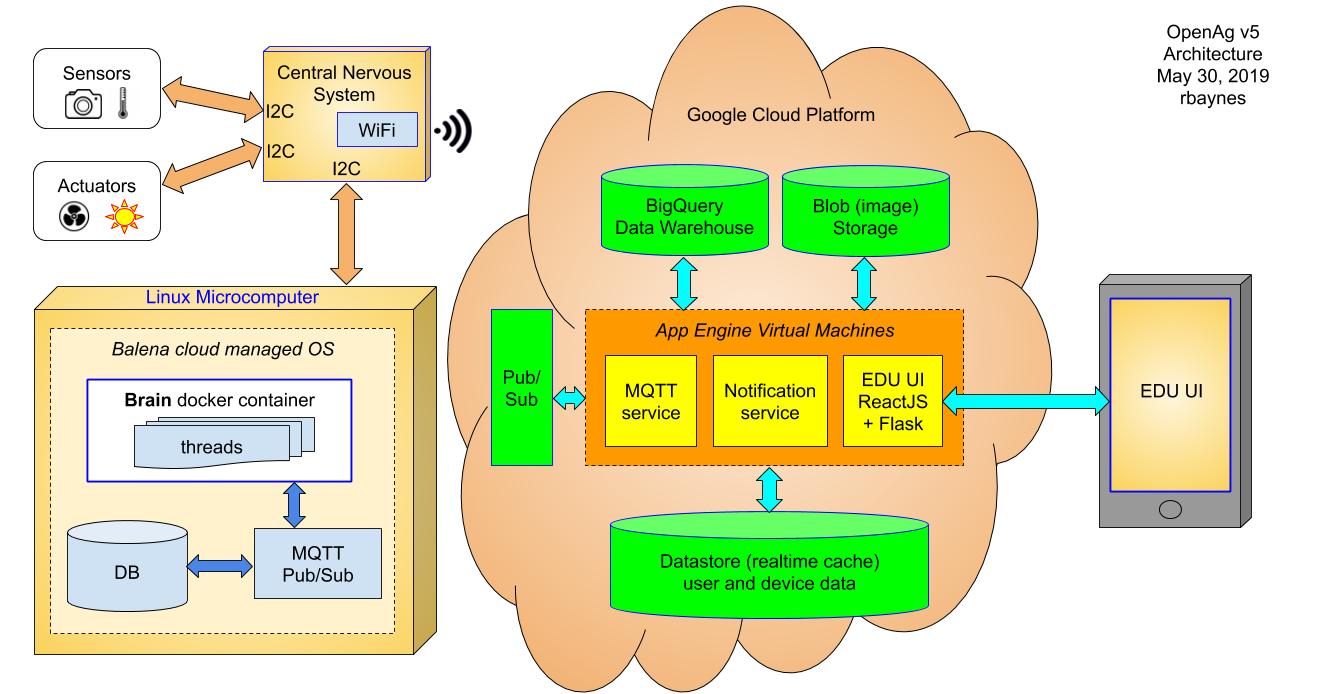 OpenAg v5
Architecture
May 30, 2019
rbaynes
Sensors
Actuators
Central Nervous
System
I2C
WiFi
I2C
I2C
Linux Microcomputer
Balena cloud managed OS
Brain docker container
threads
DB
MQTT
Pub/Sub
Google Cloud Platform
BigQuery
Data Warehouse
Blob (image)
Storage
Pub/
Sub
App Engine Virtual Machines
MQTT
service
Notification
service
EDU UI
ReactJS
+ Flask
Datastore (realtime cache)
user and device data
EDU UI